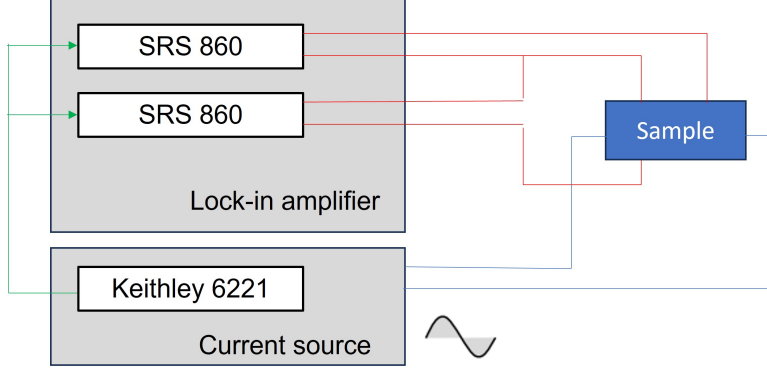 SRS 860
SRS 860
Sample
Lock-in amplifier
Keithley 6221
Current source